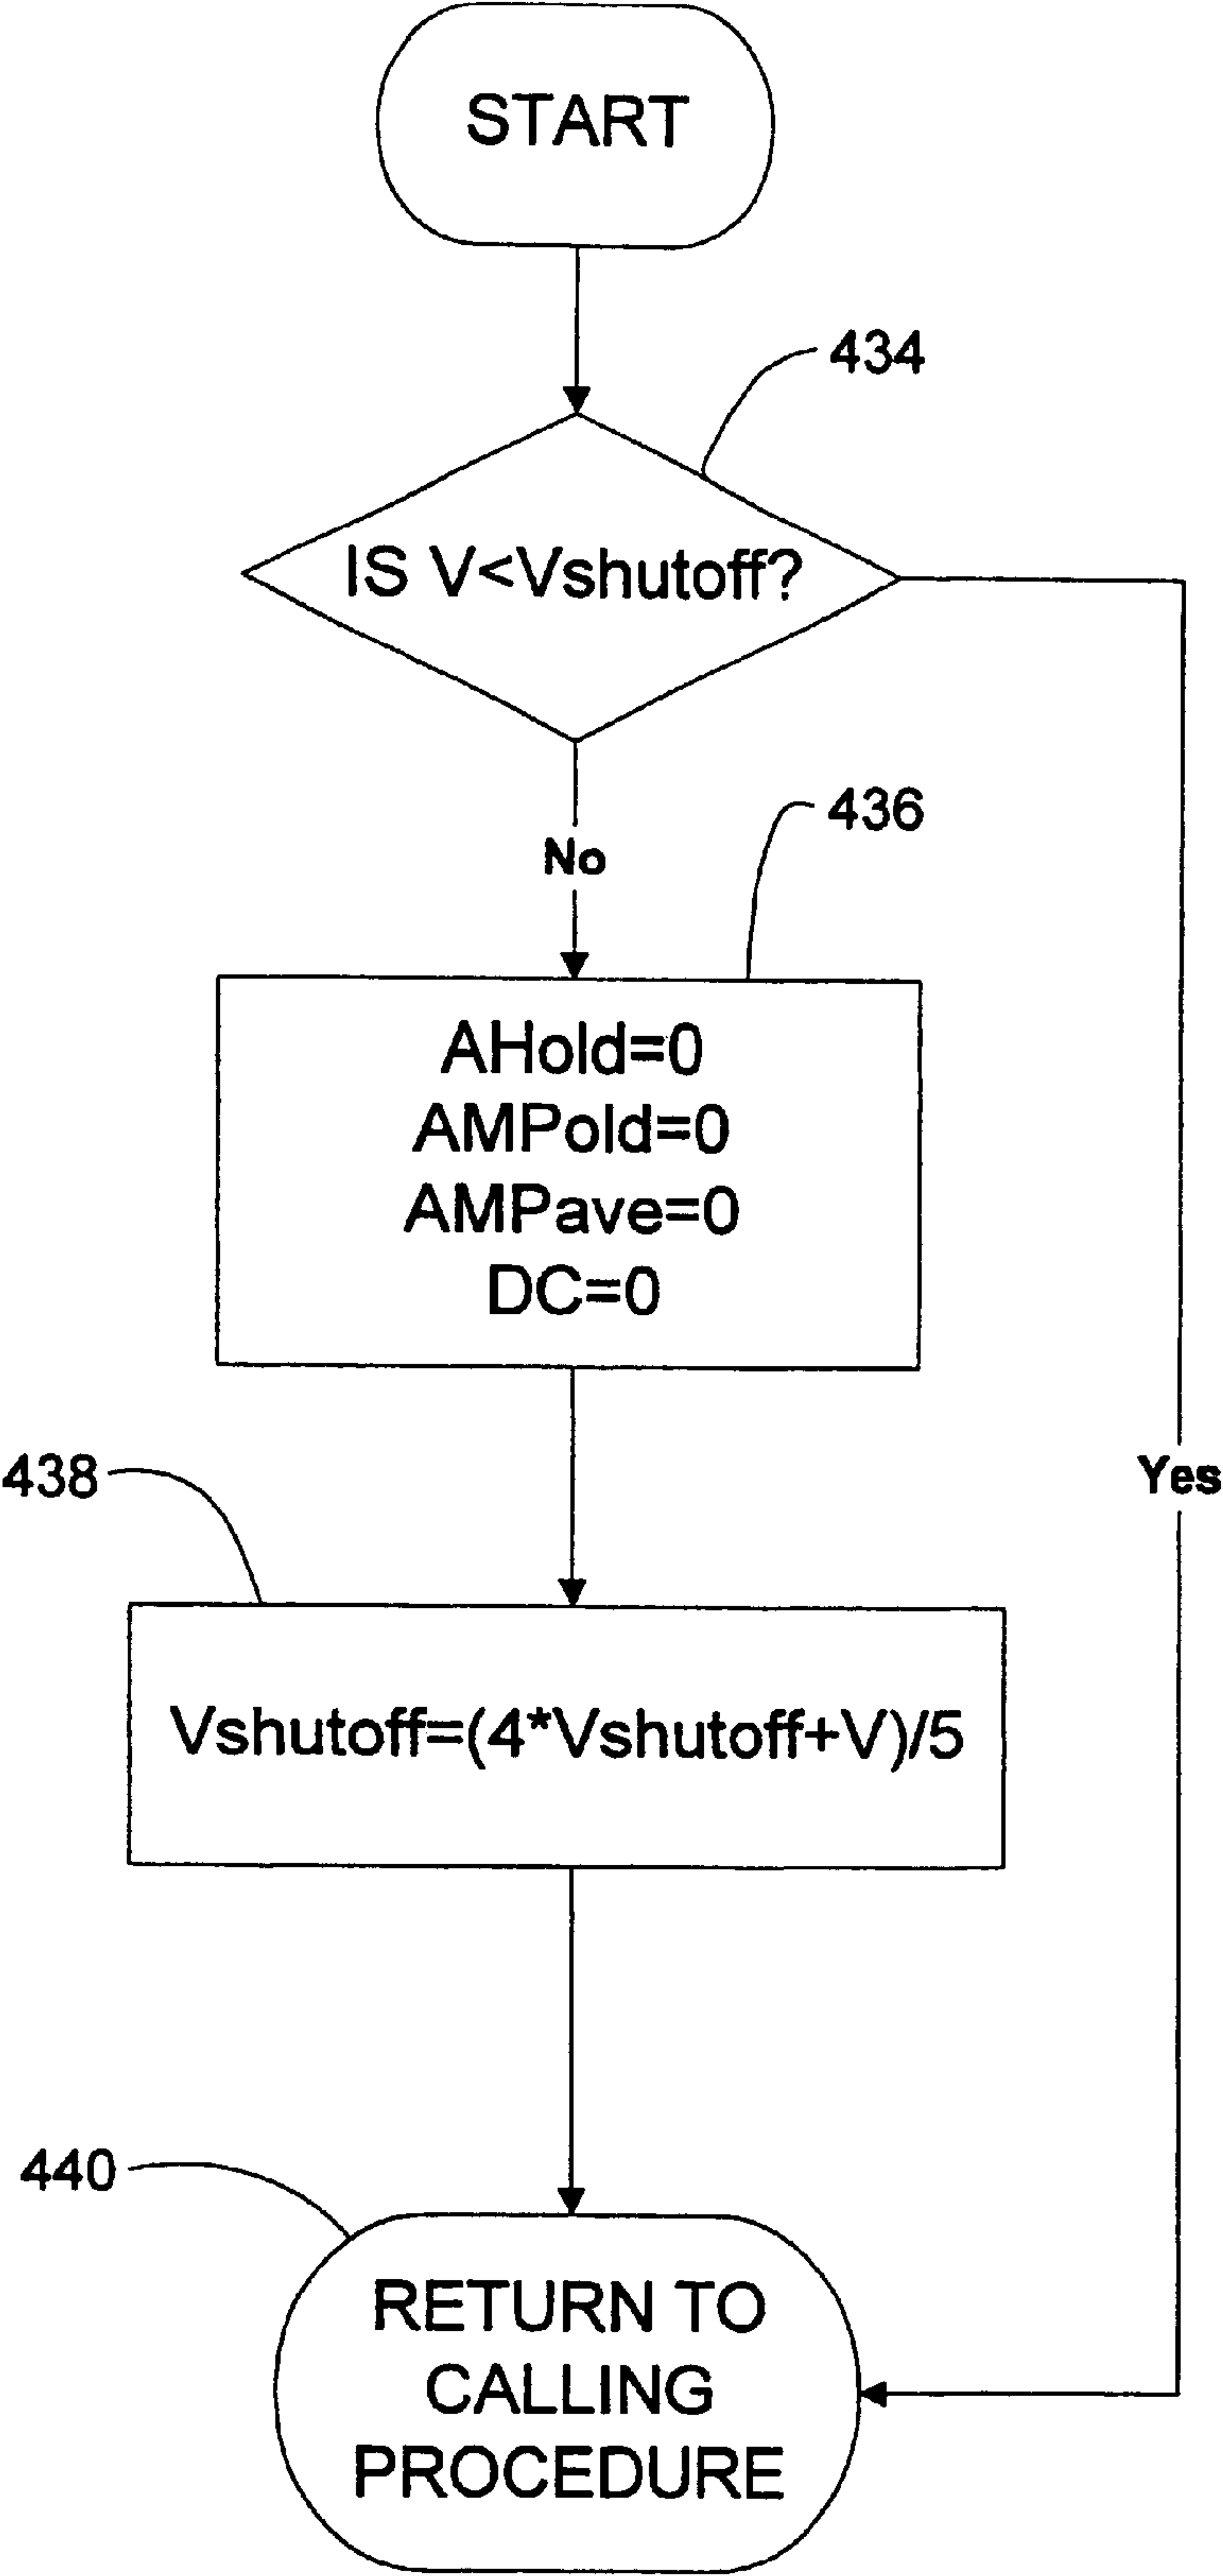 START
434
IS V<Vshutoff?
No
436
AHold=0
AMPold=0
AMPave=0
DC=0
438
Yes
Vshutoff=(4*Vshutoff+V)/5
440
RETURN TO
CALLING
PROCEDURE